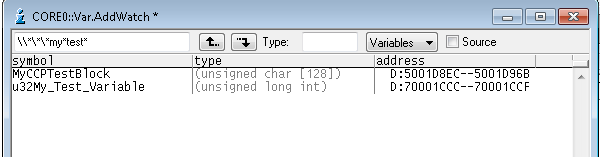 CORE0::Var.AddWatch *
\\*\*\*my*test*
Type:
Variables
Source
symbol type address
MyCCPTestBlock (unsigned char [128]) D:5001D8EC--5001D96B
u32My_Test_Variable (unsigned long int) D:70001CCC--70001CCF